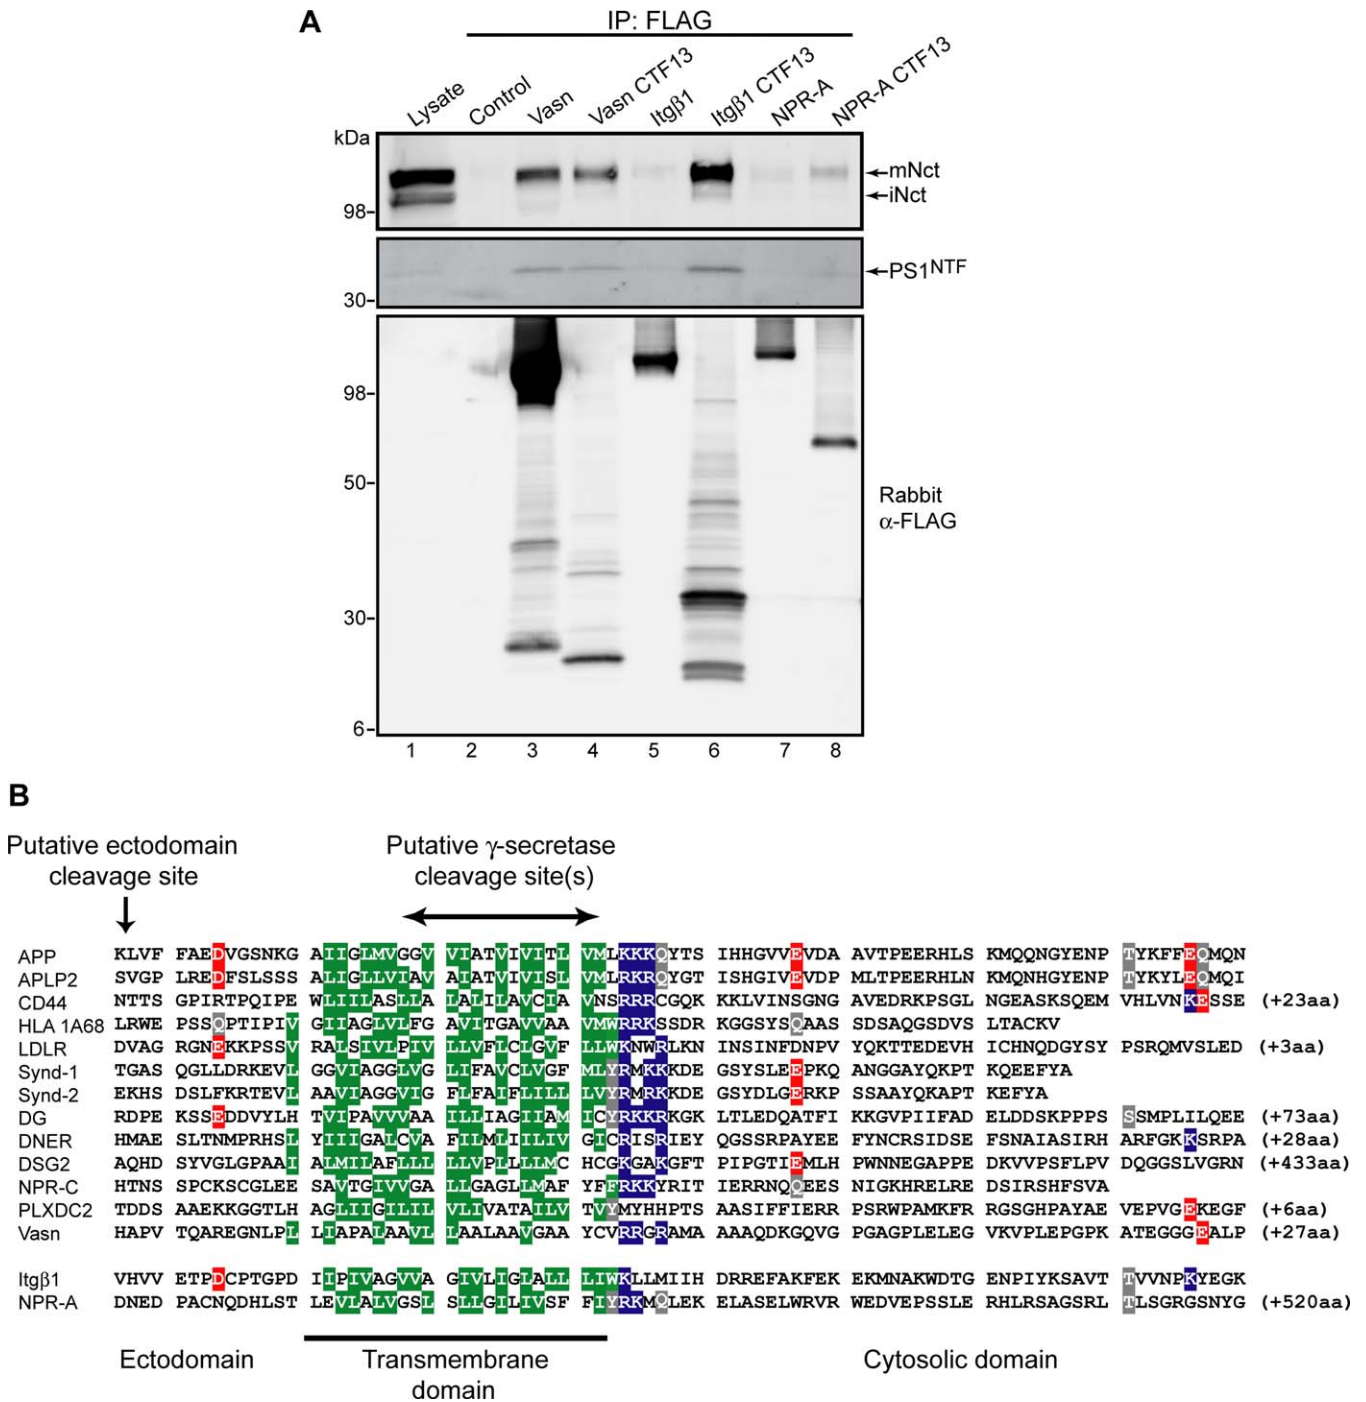 A
IP: FLAG
Lysate
Control
Vasn
Vasn CTF13
Itgβ1
Itgβ1 CTF13
NPR-A
NPR-A CTF13
kDa
mNct
iNct
98
PS1NTF
30
98
50
Rabbit
α-FLAG
30
6
1 2 3 4 5 6 7 8
B
Putative ectodomain
cleavage site
Putative γ-secretase
cleavage site(s)
APP KLVF FAEDVGSNKG AIIGLMVGGV VIATVIVITL VMLKKKQYTS IHHGVVEVDA AVTPEERHLS KMQQNGYENP TYKFFEQMQN
APLP2 SVGP LREDFSLSSS ALIGLLVIAV AIATVIVISL VMLRKRQYGT ISHGIVEVDP MLTPEERHLN KMQNHGYENP TYKYLEQMQI
CD44 NTTS GPIRTPQIPE WLIILASLLA LALILAVCIA VNSRRRCGQK KKLVINSGNG AVEDRKPSGL NGEASKSQEM VHLVNKESSE (+23aa)
HLA 1A68 LRWE PSSQPTIPIV GIIAGLVLFG AVITGAVVAA VMWRRKSSDR KGGSYSQAAS SDSAQGSDVS LTACKV
LDLR DVAG RGNEKKPSSV RALSIVLPIV LLVFLCLGVF LLWKNWRLKN INSINFDNPV YQKTTEDEVH ICHNQDGYSY PSRQMVSLED (+3aa)
Synd-1 TGAS QGLLDRKEVL GGVIAGGLVG LIFAVCLVGF MLYRMKKKDE GSYSLEEPKQ ANGGAYQKPT KQEEFYA
Synd-2 EKHS DSLFKRTEVL AAVIAGGVIG FLFAIFLILL LVYRMRKKDE GSYDLGERKP SSAAYQKAPT KEFYA
DG RDPE KSSEDDVYLH TVIPAVVVAA ILLIAGIIAM ICYRKKRKGK LTLEDQATFI KKGVPIIFAD ELDDSKPPPS SSMPLILQEE (+73aa)
DNER HMAE SLTNMPRHSL YIIIGALCVA FILMLIILIV GICRISRIEY QGSSRPAYEE FYNCRSIDSE FSNAIASIRH ARFGKKSRPA (+28aa)
DSG2 AQHD SYVGLGPAAI ALMILAFLLL LLVPLLLLMC HCGKGAKGFT PIPGTIEMLH PWNNEGAPPE DKVVPSFLPV DQGGSLVGRN (+433aa)
NPR-C HTNS SPCKSCGLEE SAVTGIVVGA LLGAGLLMAF YFFRKKYRIT IERRNQQEES NIGKHRELRE DSIRSHFSVA
PLXDC2 TDDS AAEKKGGTLH AGLIIGILIL VLIVATAILV TVYMYHHPTS AASIFFIERR PSRWPAMKFR RGSGHPAYAE VEPVGEKEGF (+6aa)
Vasn HAPV TQAREGNLPL LIAPALAAVL LAALAAVGAA YCVRRGRAMA AAAQDKGQVG PGAGPLELEG VKVPLEPGPK ATEGGGEALP (+27aa)
Itgβ1 VHVV ETPDCPTGPD IIPIVAGVVA GIVLIGLALL LIWKLLMIIH DRREFAKFEK EKMNAKWDTG ENPIYKSAVT TVVNPKYEGK
NPR-A DNED PACNQDHLST LEVLALVGSL SLLGILIVSF FIYRKMQLEK ELASELWRVR WEDVEPSSLE RHLRSAGSRL TLSGRGSNYG (+520aa)
Ectodomain
Transmembrane
domain
Cytosolic domain